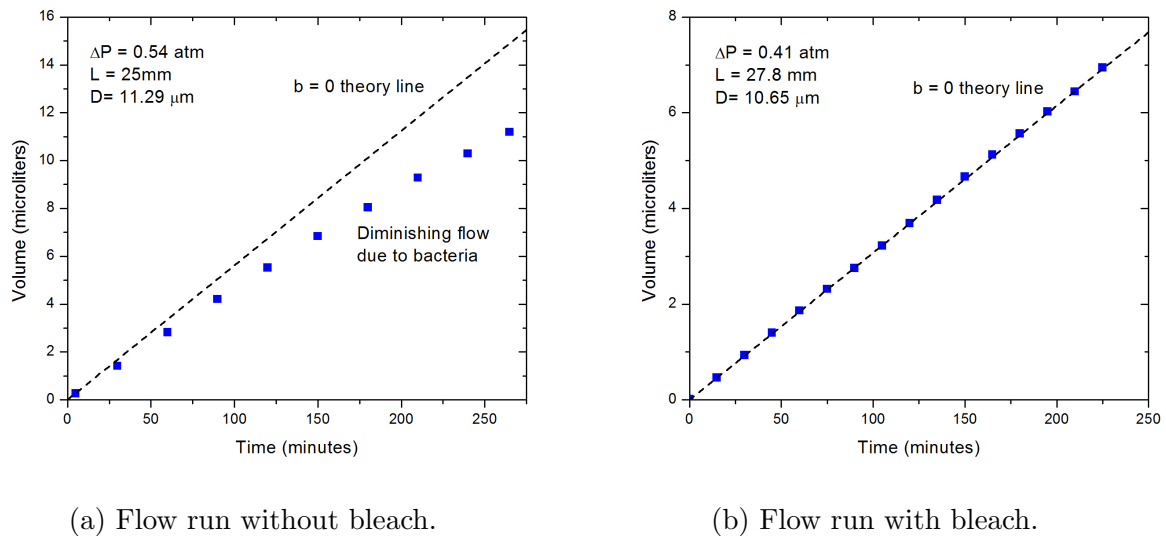 16
14
12
10
8
6
4
2
0
Volume (microliters)
ΔP = 0.54 atm
L = 25mm
D= 11.29 μm
b = 0 theory line
Diminishing flow
due to bacteria
0
50
100
150
200
250
Time (minutes)
(a) Flow run without bleach.
8
6
4
2
0
Volume (microliters)
ΔP = 0.41 atm
L = 27.8 mm
D= 10.65 μm
b = 0 theory line
0
50
100
150
200
250
Time (minutes)
(b) Flow run with bleach.